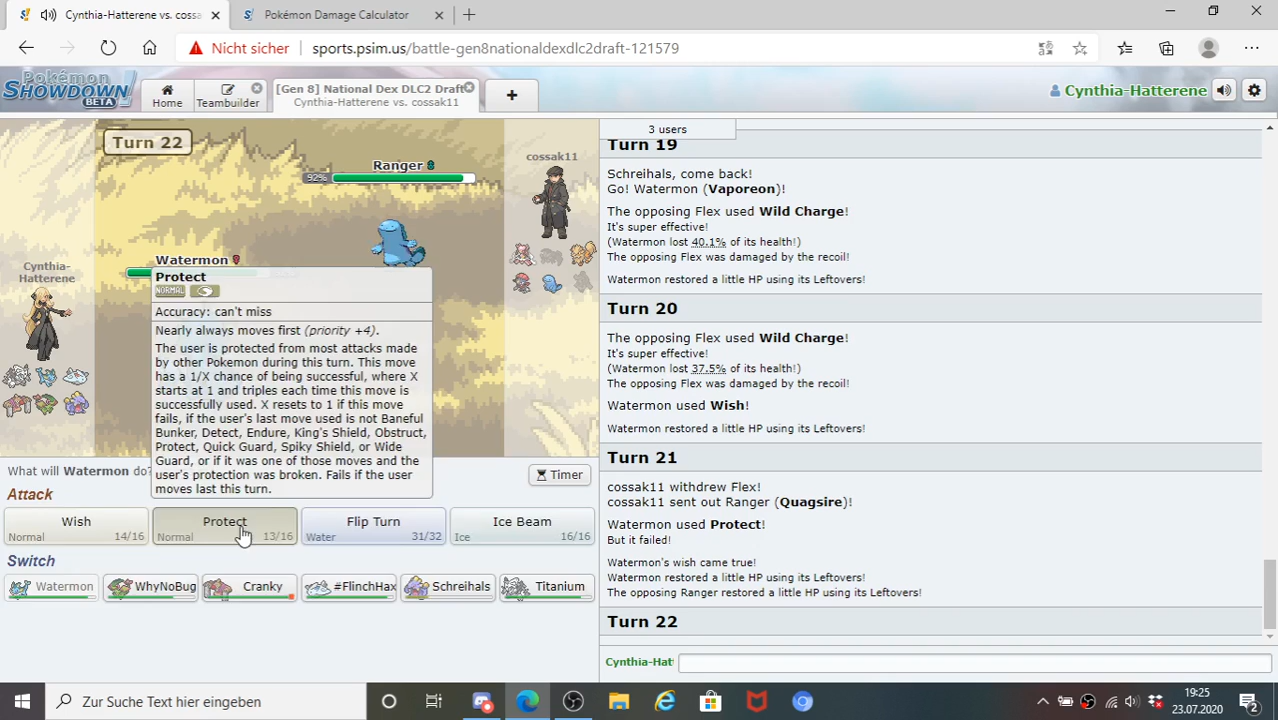 Cynthia-Hatterene vs. cossa
Pokémon Damage Calculator
Nicht sicher
sports.psim.us/battle-gen8nationaldexdlc2draft-121579
Pokémon
SHOWDOWN
BETA
Home
Teambuilder
[Gen 8] National Dex DLC2 Draft
Cynthia-Hatterene vs. cossak11
Cynthia-Hatterene
Turn 22
Ranger
92%
cossak11
Watermon
Cynthia-
Hatterene
Protect
NORMAL
Accuracy: can't miss
Nearly always moves first (priority +4).
The user is protected from most attacks made
by other Pokemon during this turn. This move
has a 1/X chance of being successful, where X
starts at 1 and triples each time this move is
successfully used. X resets to 1 if this move
fails, if the user's last move used is not Baneful
Bunker, Detect, Endure, King's Shield, Obstruct,
Protect, Quick Guard, Spiky Shield, or Wide
Guard, or if it was one of those moves and the
user's protection was broken. Fails if the user
moves last this turn.
What will Watermon do?
Timer
Attack
Wish
Normal 14/16
Protect
Normal 13/16
Flip Turn
Water 31/32
Ice Beam
Ice 16/16
Switch
Watermon
WhyNoBug
Cranky
#FlinchHax
Schreihals
Titanium
3 users
Turn 19
Schreihals, come back!
Go! Watermon (Vaporeon)!
The opposing Flex used Wild Charge!
It's super effective!
(Watermon lost 40.1% of its health!)
The opposing Flex was damaged by the recoil!
Watermon restored a little HP using its Leftovers!
Turn 20
The opposing Flex used Wild Charge!
It's super effective!
(Watermon lost 37.5% of its health!)
The opposing Flex was damaged by the recoil!
Watermon used Wish!
Watermon restored a little HP using its Leftovers!
Turn 21
cossak11 withdrew Flex!
cossak11 sent out Ranger (Quagsire)!
Watermon used Protect!
But it failed!
Watermon's wish came true!
Watermon restored a little HP using its Leftovers!
The opposing Ranger restored a little HP using its Leftovers!
Turn 22
Cynthia-Hat
Zur Suche Text hier eingeben
19:25
23.07.2020
2